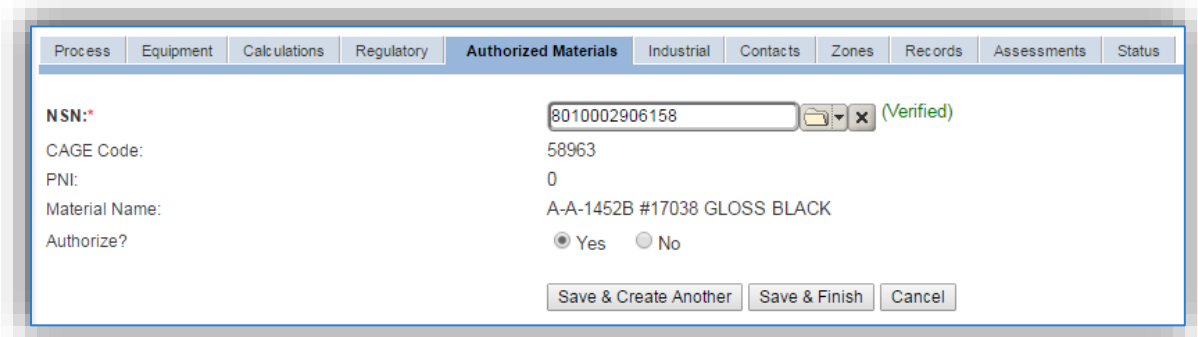 Process Equipment Calculations Regulatory Authorized Materials Industrial Contacts Zones Records Assessments Status
NSN:* 8010002906158 (Verified)
CAGE Code: 58963
PNI: 0
Material Name: A-A-1452B #17038 GLOSS BLACK
Authorize? Yes No
Save & Create Another Save & Finish Cancel